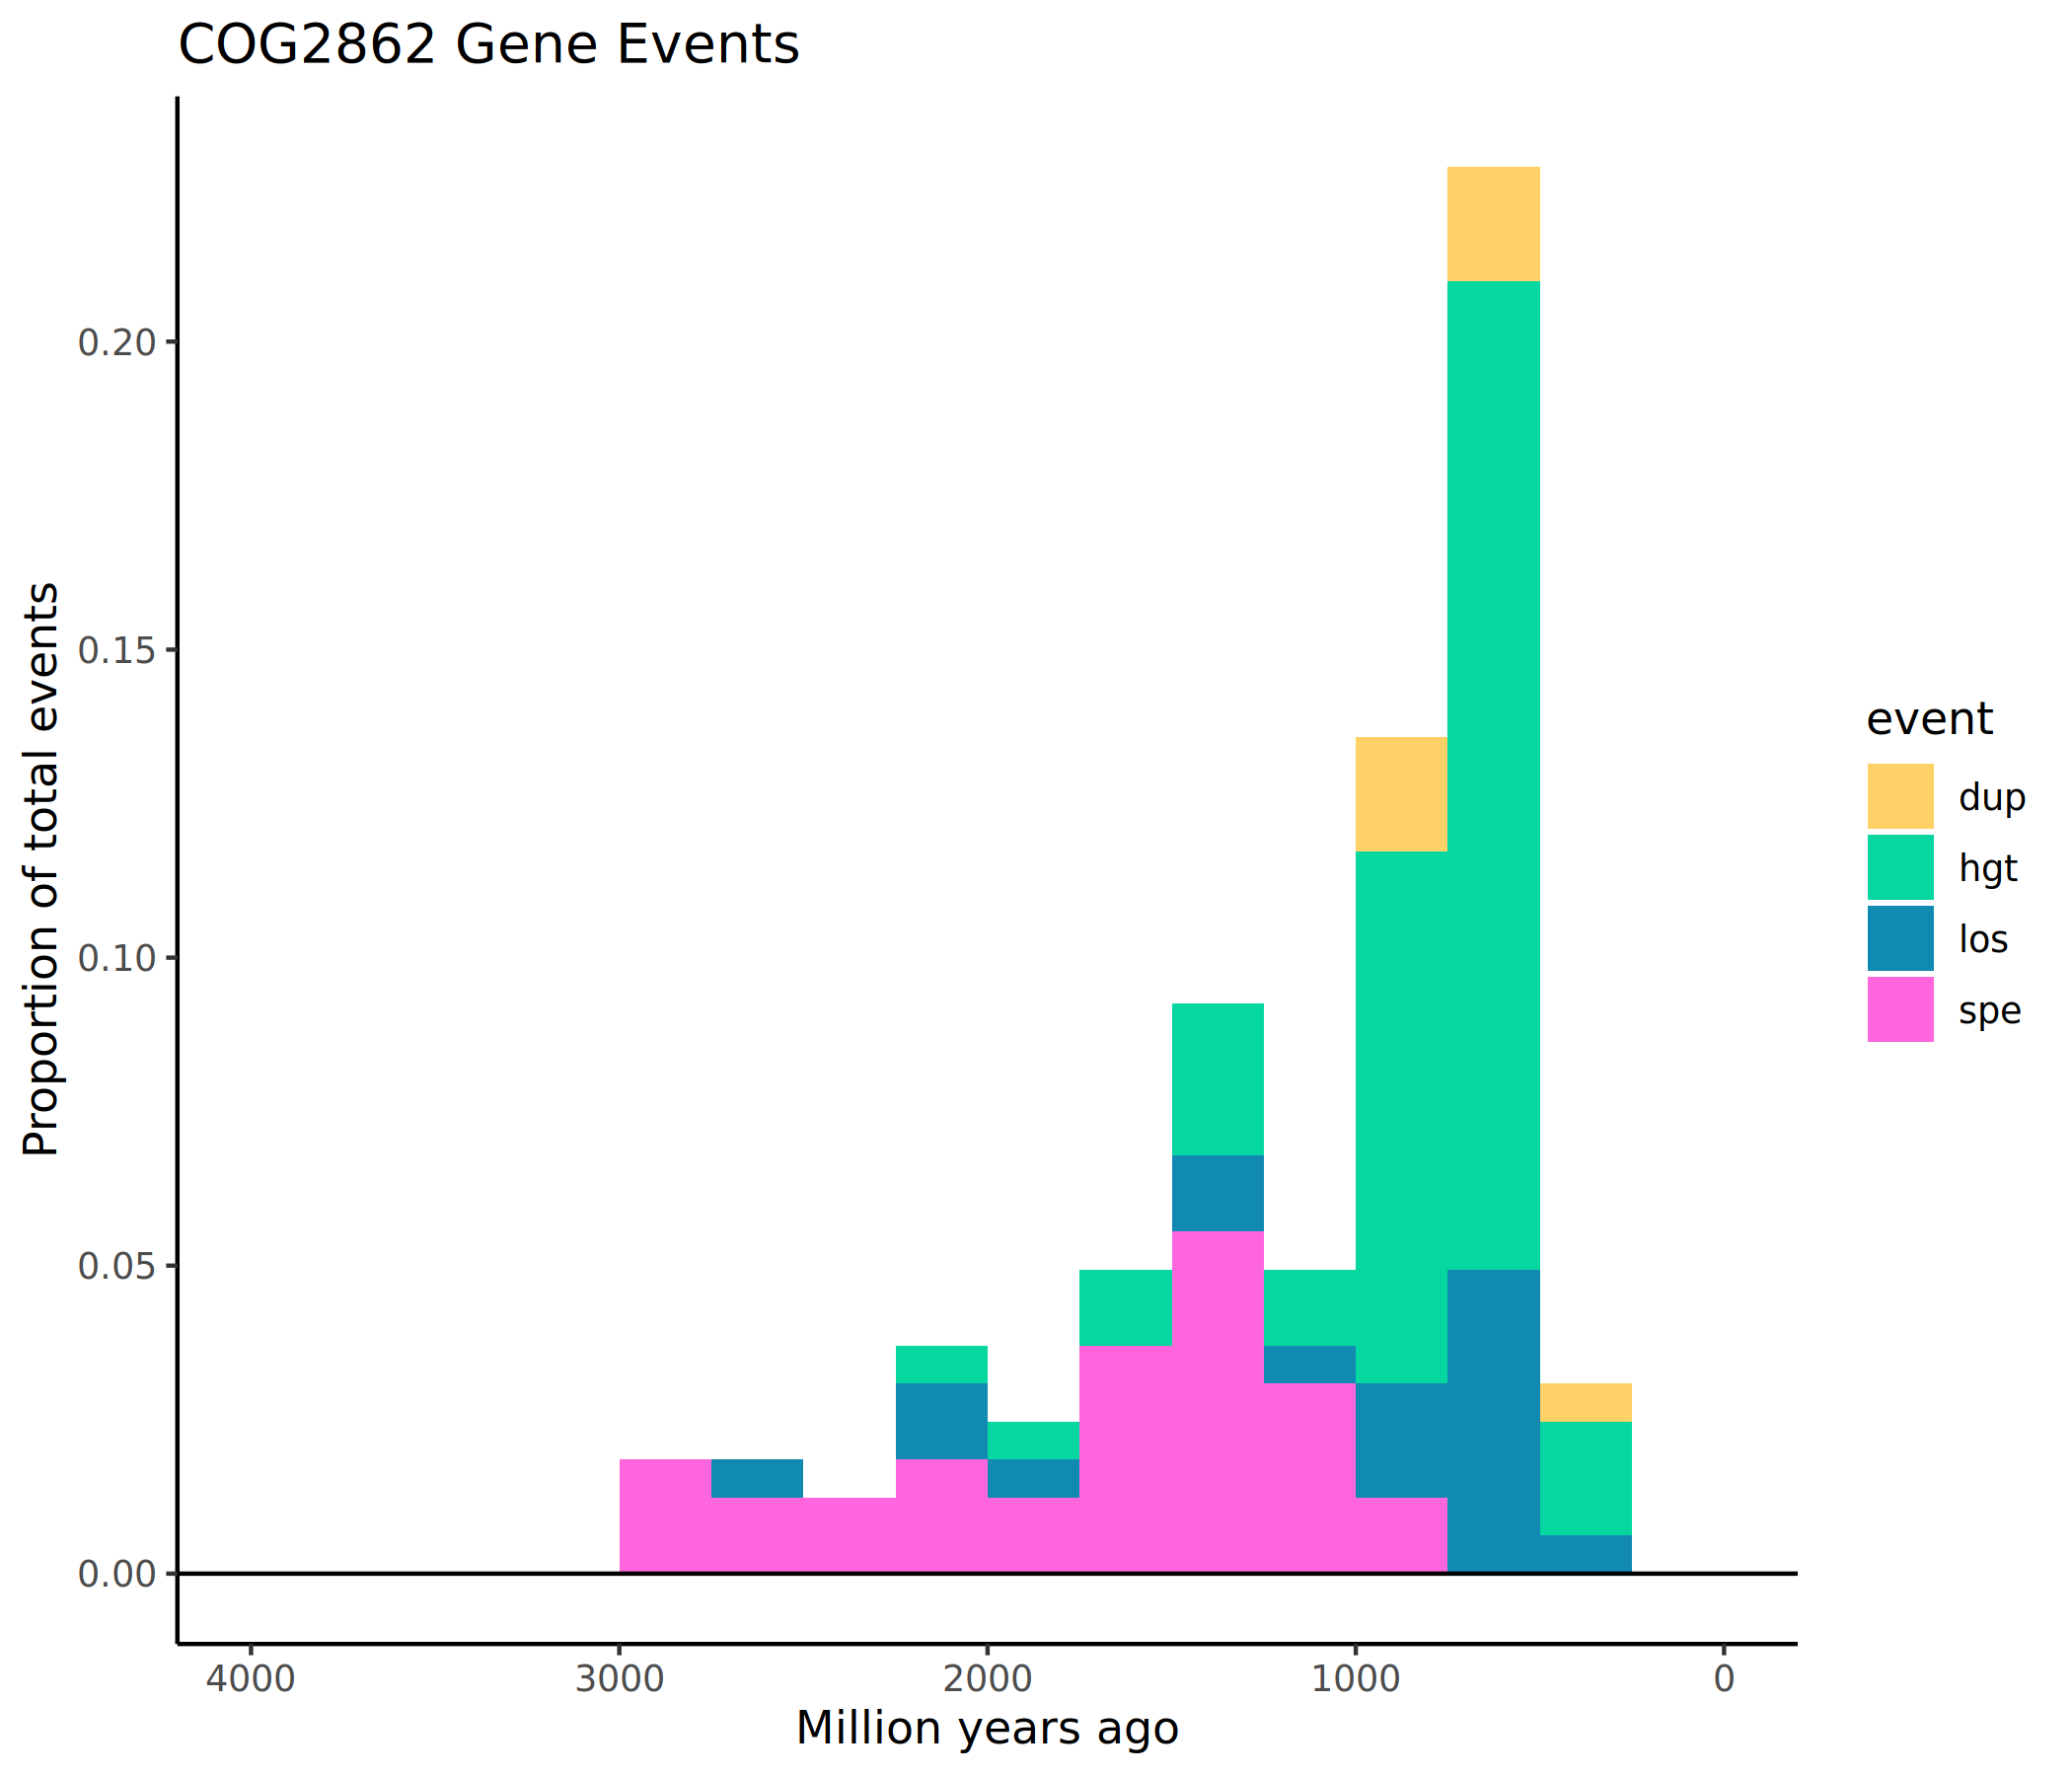 COG2862 Gene Events
Proportion of total events
0.20
0.15
0.10
0.05
0.00
4000 3000 2000 1000 0
Million years ago
event
dup
hgt
los
spe